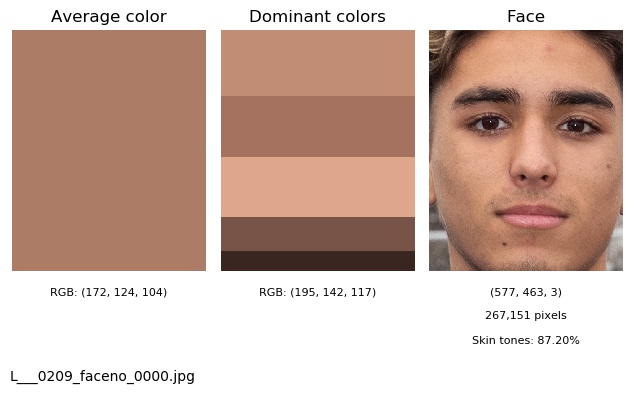 Average color
Dominant colors
Face
RGB: (172, 124, 104)
RGB: (195, 142, 117)
(577, 463, 3)
267,151 pixels
Skin tones: 87.20%
L___0209_faceno_0000.jpg